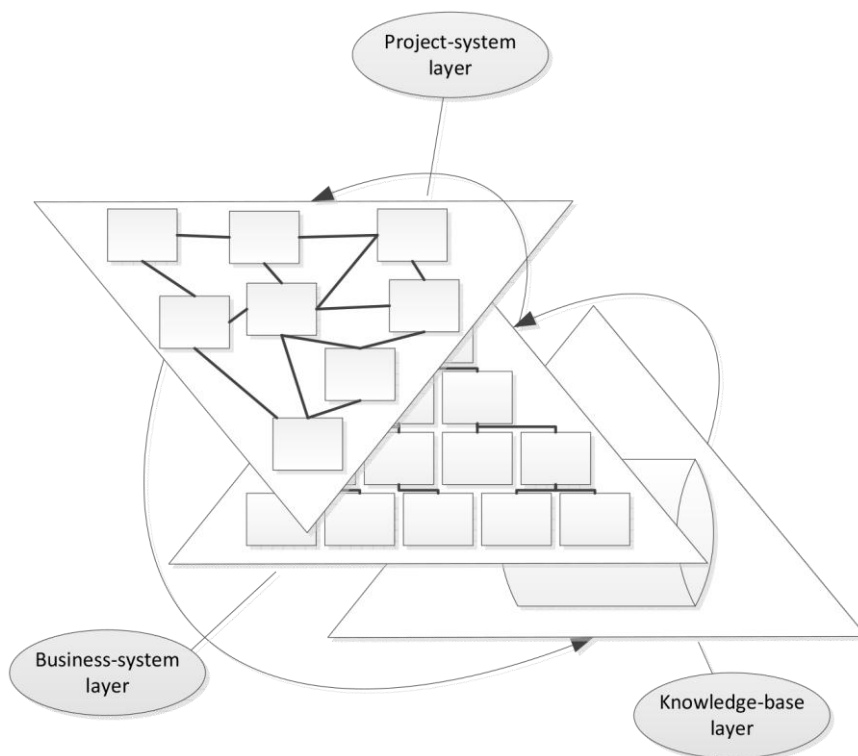 Project-system
layer
Business-system
layer
Knowledge-base
layer